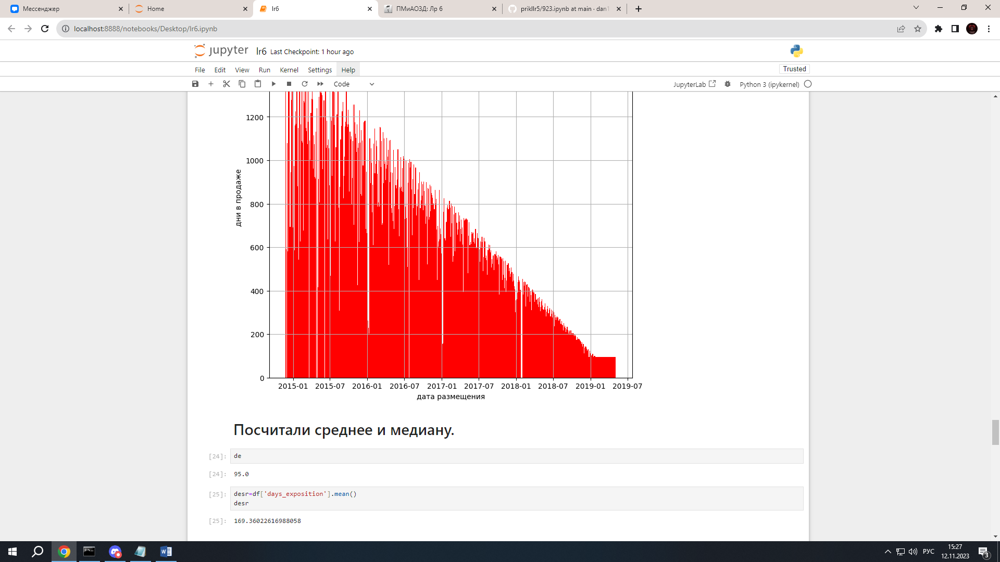 Мессенджер
Home
lr6
ПМиАОЗД: Лр 6
prikllr5/923.ipynb at main · dan1
localhost:8888/notebooks/Desktop/lr6.ipynb
jupyter lr6 Last Checkpoint: 1 hour ago
File Edit View Run Kernel Settings Help
Trusted
Code
JupyterLab
Python 3 (ipykernel)
1200
1000
800
600
400
200
0
дни в продаже
2015-01 2015-07 2016-01 2016-07 2017-01 2017-07 2018-01 2018-07 2019-01 2019-07
дата размещения
Посчитали среднее и медиану.
[24]: de
[24]: 95.0
[25]: desr=df['days_exposition'].mean()
desr
[25]: 169.36022616988058
РУС
15:27
12.11.2023
3